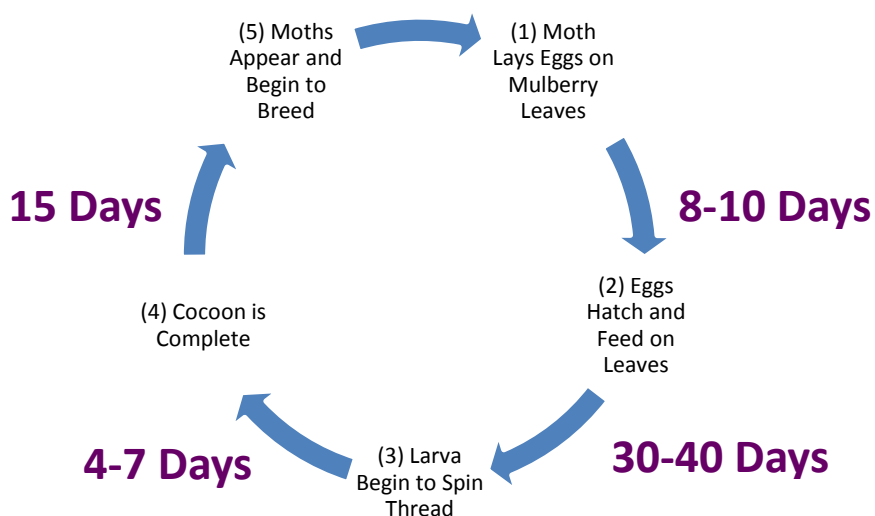 (1) Moth
Lays Eggs on
Mulberry
Leaves
8-10 Days
(2) Eggs
Hatch and
Feed on
Leaves
30-40 Days
(3) Larva
Begin to Spin
Thread
4-7 Days
(4) Cocoon is
Complete
15 Days
(5) Moths
Appear and
Begin to
Breed